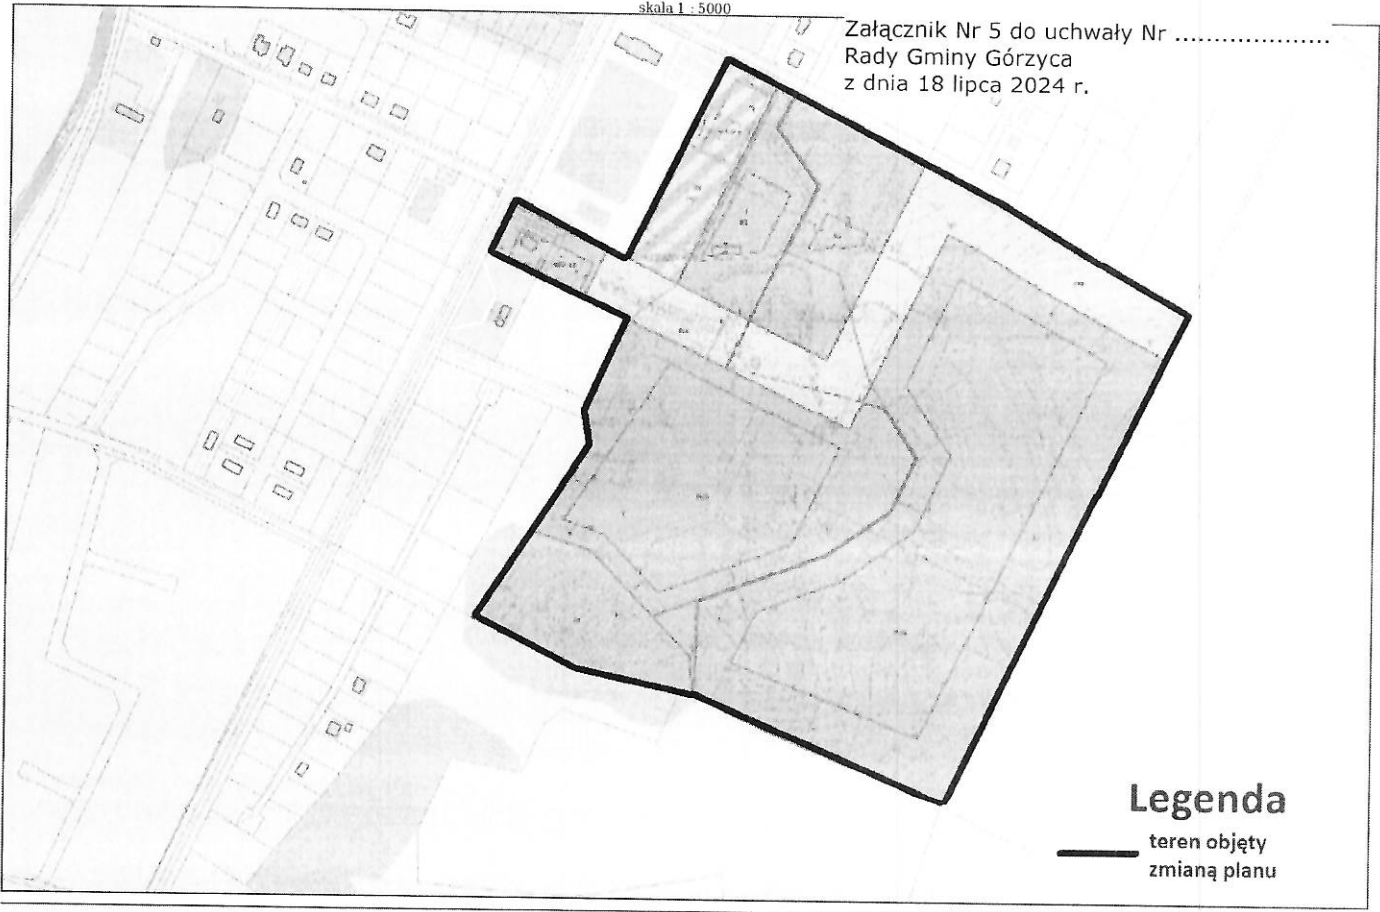 skala 1 : 5000
Załącznik Nr 5 do uchwały Nr .....................
Rady Gminy Górzyca
z dnia 18 lipca 2024 r.
Legenda
teren objęty
zmianą planu